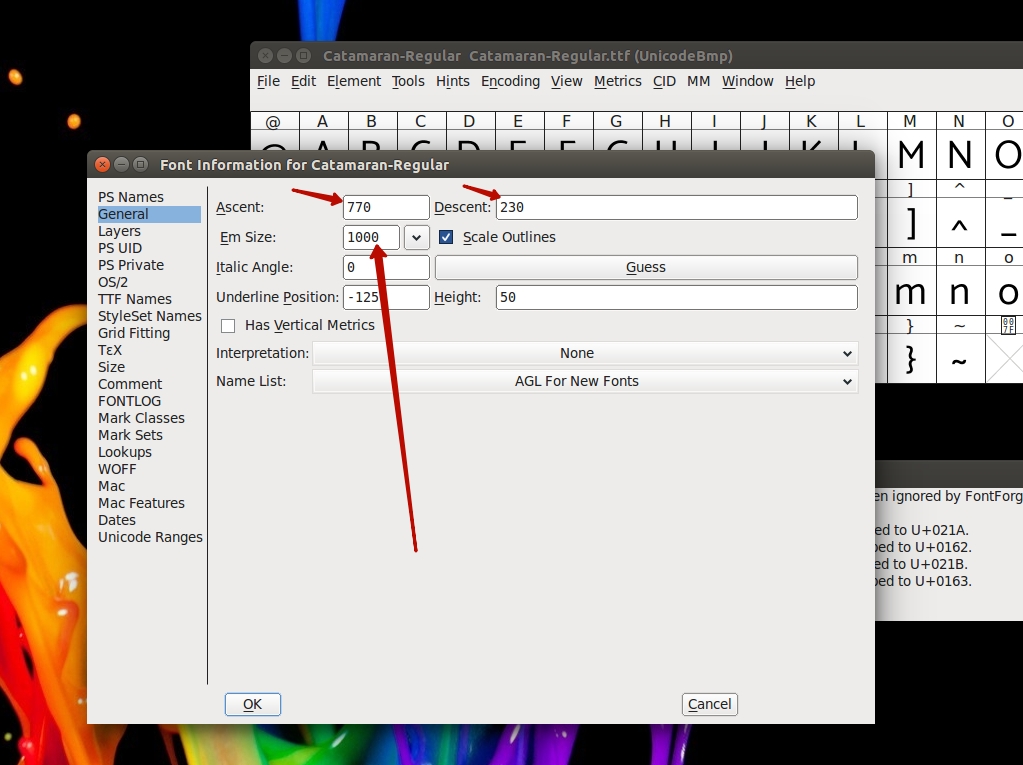 Catamaran-Regular Catamaran-Regular.ttf (UnicodeBmp)
File Edit Element Tools Hints Encoding View Metrics CID MM Window Help
@ A B C D E F G H I J K L M N O
M N O
Font Information for Catamaran-Regular
] ^ _
] ^ _
m n o
m n o
} ~ 007F
} ~
PS Names
General
Layers
PS UID
PS Private
OS/2
TTF Names
StyleSet Names
Grid Fitting
ΤεΧ
Size
Comment
FONTLOG
Mark Classes
Mark Sets
Lookups
WOFF
Mac
Mac Features
Dates
Unicode Ranges
Ascent: 770 Descent: 230
Em Size: 1000 Scale Outlines
Italic Angle: 0 Guess
Underline Position: -125 Height: 50
Has Vertical Metrics
Interpretation: None
Name List: AGL For New Fonts
en ignored by FontForg
ed to U+021A.
ped to U+0162.
ed to U+021B.
ped to U+0163.
OK Cancel